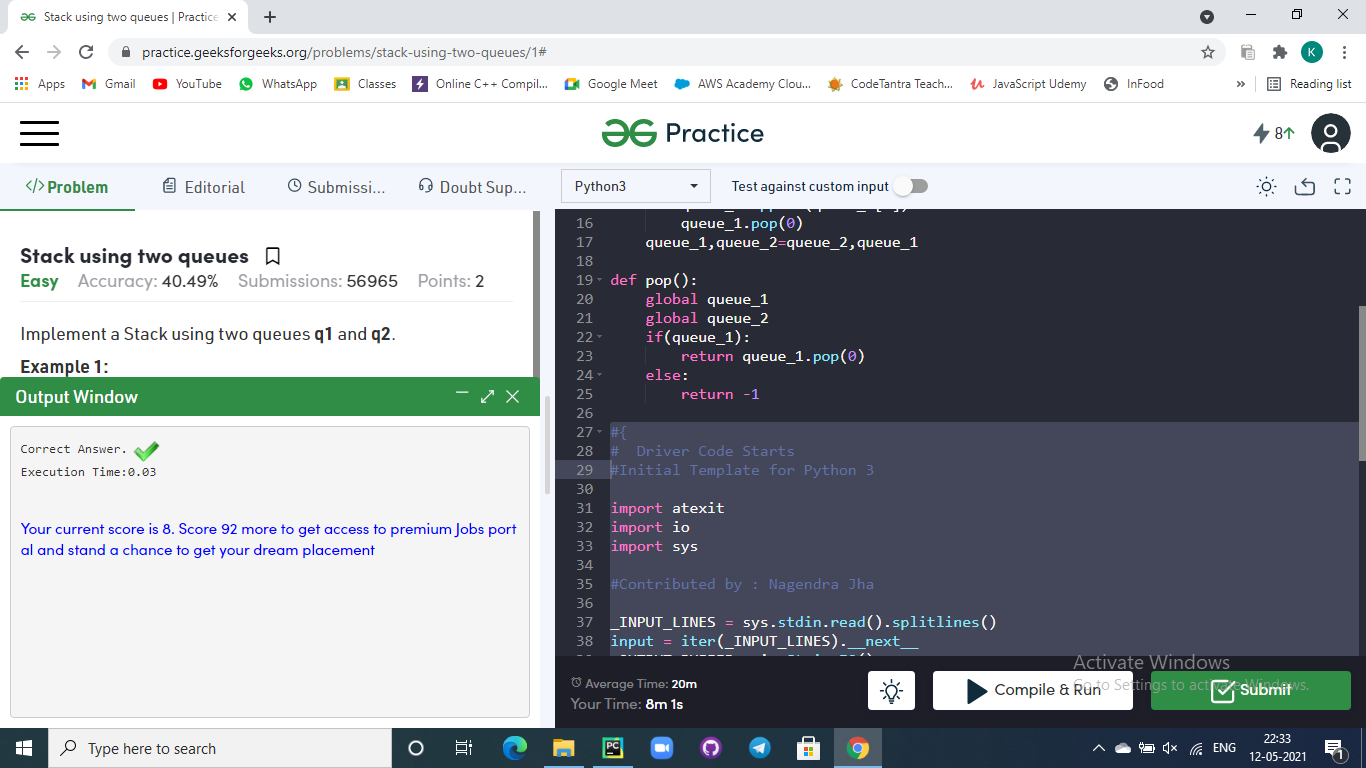 Stack using two queues | Practice
practice.geeksforgeeks.org/problems/stack-using-two-queues/1#
K
Apps Gmail YouTube WhatsApp Classes Online C++ Compil... Google Meet AWS Academy Clou... CodeTantra Teach... JavaScript Udemy InFood » Reading list
Practice
8
</>Problem Editorial Submissi... Doubt Sup...
Python3 Test against custom input
Stack using two queues
Easy Accuracy: 40.49% Submissions: 56965 Points: 2
Implement a Stack using two queues q1 and q2.
Example 1:
Output Window
Correct Answer.
Execution Time:0.03
Your current score is 8. Score 92 more to get access to premium Jobs port
al and stand a chance to get your dream placement
16 queue_1.pop(0)
17 queue_1,queue_2=queue_2,queue_1
18
19 def pop():
20 global queue_1
21 global queue_2
22 if(queue_1):
23 return queue_1.pop(0)
24 else:
25 return -1
26
27 #{
28 #  Driver Code Starts
29 #Initial Template for Python 3
30
31 import atexit
32 import io
33 import sys
34
35 #Contributed by : Nagendra Jha
36
37 _INPUT_LINES = sys.stdin.read().splitlines()
38 input = iter(_INPUT_LINES).__next__
Average Time: 20m
Your Time: 8m 1s
Compile & Run
Submit
Activate Windows
Go to Settings to activate Windows.
Type here to search
PC
ENG
22:33
12-05-2021
1